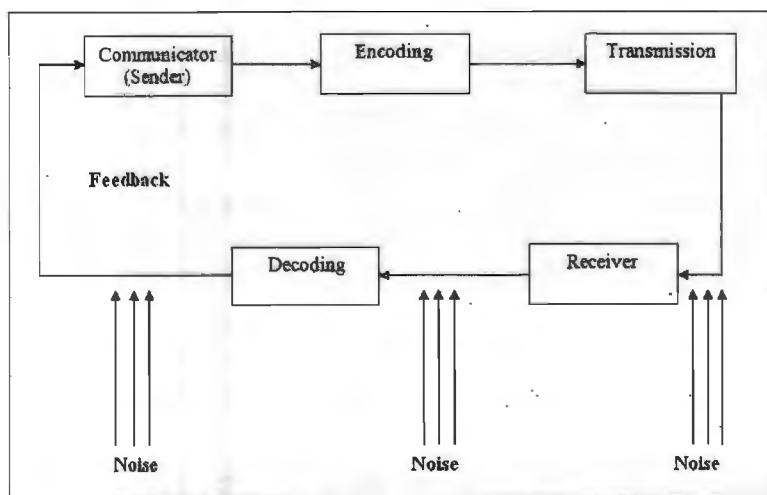 Communicator
(Sender)
Encoding
Transmission
Feedback
Decoding
Receiver
Noise
Noise
Noise